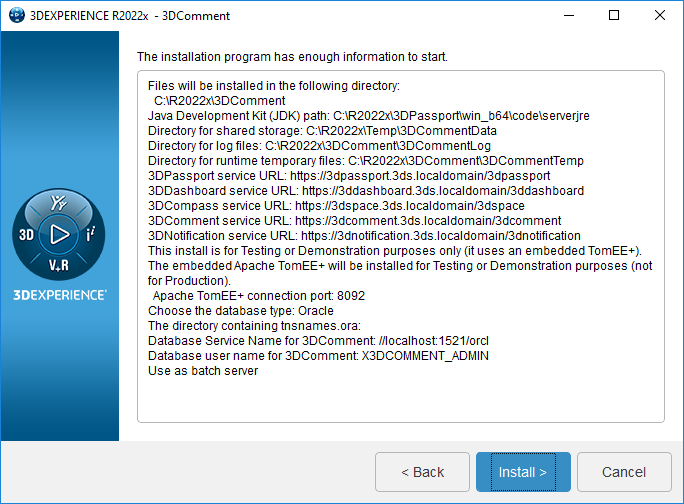 3DEXPERIENCE R2022x - 3DComment
The installation program has enough information to start.
Files will be installed in the following directory:
C:\R2022x\3DComment
Java Development Kit (JDK) path: C:\R2022x\3DPassport\win_b64\code\serverjre
Directory for shared storage: C:\R2022x\Temp\3DCommentData
Directory for log files: C:\R2022x\3DComment\3DCommentLog
Directory for runtime temporary files: C:\R2022x\3DComment\3DCommentTemp
3DPassport service URL: https://3dpassport.3ds.localdomain/3dpassport
3DDashboard service URL: https://3ddashboard.3ds.localdomain/3ddashboard
3DCompass service URL: https://3dspace.3ds.localdomain/3dspace
3DComment service URL: https://3dcomment.3ds.localdomain/3dcomment
3DNotification service URL: https://3dnotification.3ds.localdomain/3dnotification
This install is for Testing or Demonstration purposes only (it uses an embedded TomEE+).
The embedded Apache TomEE+ will be installed for Testing or Demonstration purposes (not
for Production).
Apache TomEE+ connection port: 8092
Choose the database type: Oracle
The directory containing tnsnames.ora:
Database Service Name for 3DComment: //localhost:1521/orcl
Database user name for 3DComment: X3DCOMMENT_ADMIN
Use as batch server
3D
i
V+R
3DEXPERIENCE
< Back
Install >
Cancel